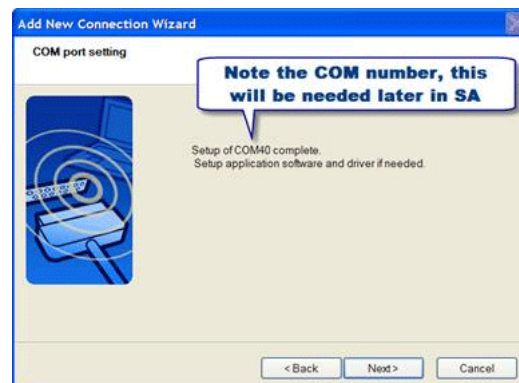 Add New Connection Wizard
COM port setting
Note the COM number, this
will be needed later in SA
Setup of COM40 complete.
Setup application software and driver if needed.
< Back
Next >
Cancel